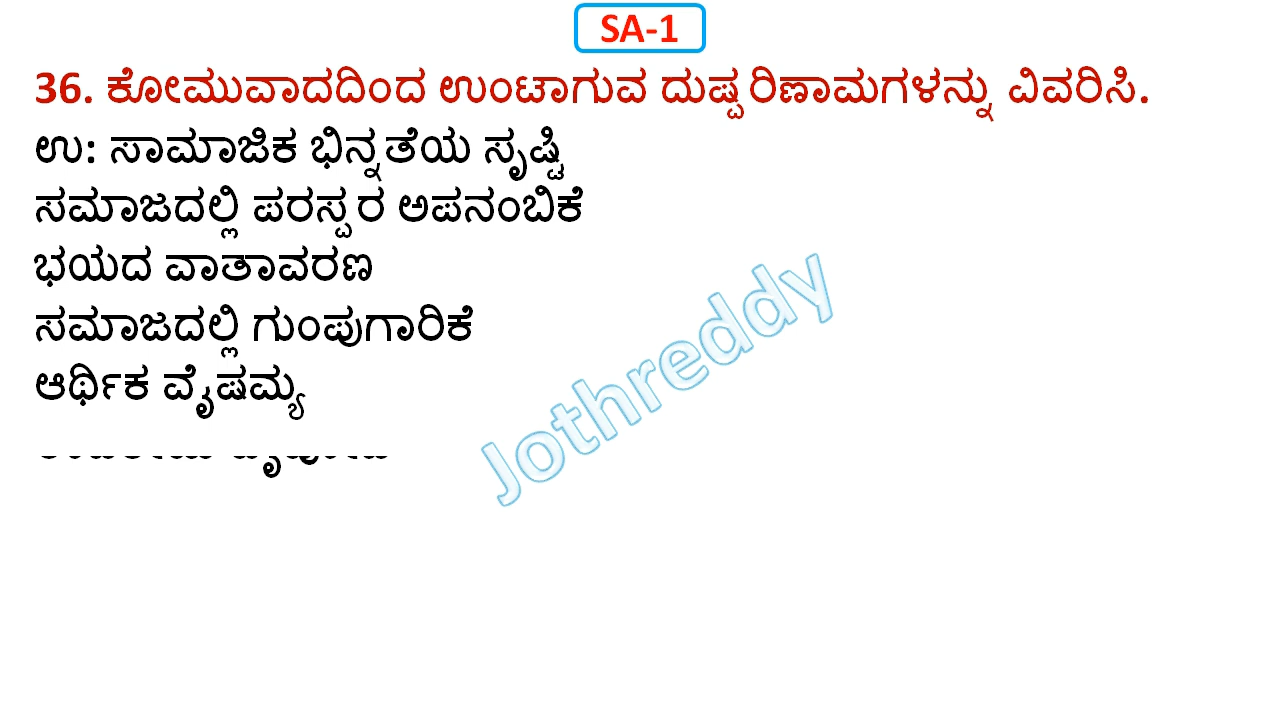 SA-1
36. ಕೋಮುವಾದದಿಂದ ಉಂಟಾಗುವ ದುಷ್ಪರಿಣಾಮಗಳನ್ನು ವಿವರಿಸಿ.
ಉ: ಸಾಮಾಜಿಕ ಭಿನ್ನತೆಯ ಸೃಷ್ಟಿ
ಸಮಾಜದಲ್ಲಿ ಪರಸ್ಪರ ಅಪನಂಬಿಕೆ
ಭಯದ ವಾತಾವರಣ
ಸಮಾಜದಲ್ಲಿ ಗುಂಪುಗಾರಿಕೆ
ಆರ್ಥಿಕ ವೈಷಮ್ಯ
Jothreddy